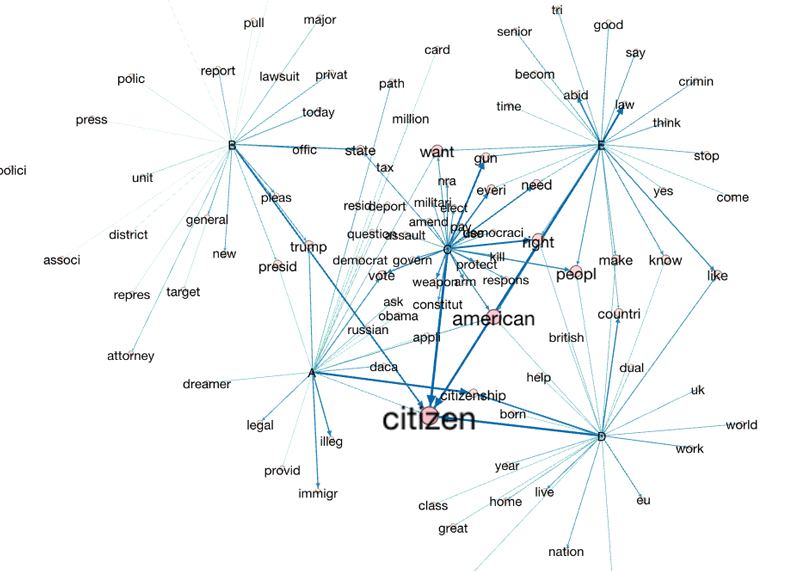 tri
pull
major
good
senior
card
say
report
lawsuit
privat
becom
polic
path
crimin
abid
law
time
today
million
press
think
B
offic
state
want
E
stop
gun
tax
unit
nra
everi
need
yes
come
pleas
resid
deport
militari
elect
general
district
amend
pay
question
assault
democraci
right
trump
new
C
kill
associ
presid
democrat
govern
protect
make
know
vote
peopl
like
weapon
arm
respons
repres
target
ask
constitut
obama
american
countri
russian
appli
british
attorney
daca
A
dual
help
dreamer
citizenship
uk
citizen
born
legal
world
illeg
D
work
provid
year
immigr
live
home
eu
class
great
nation